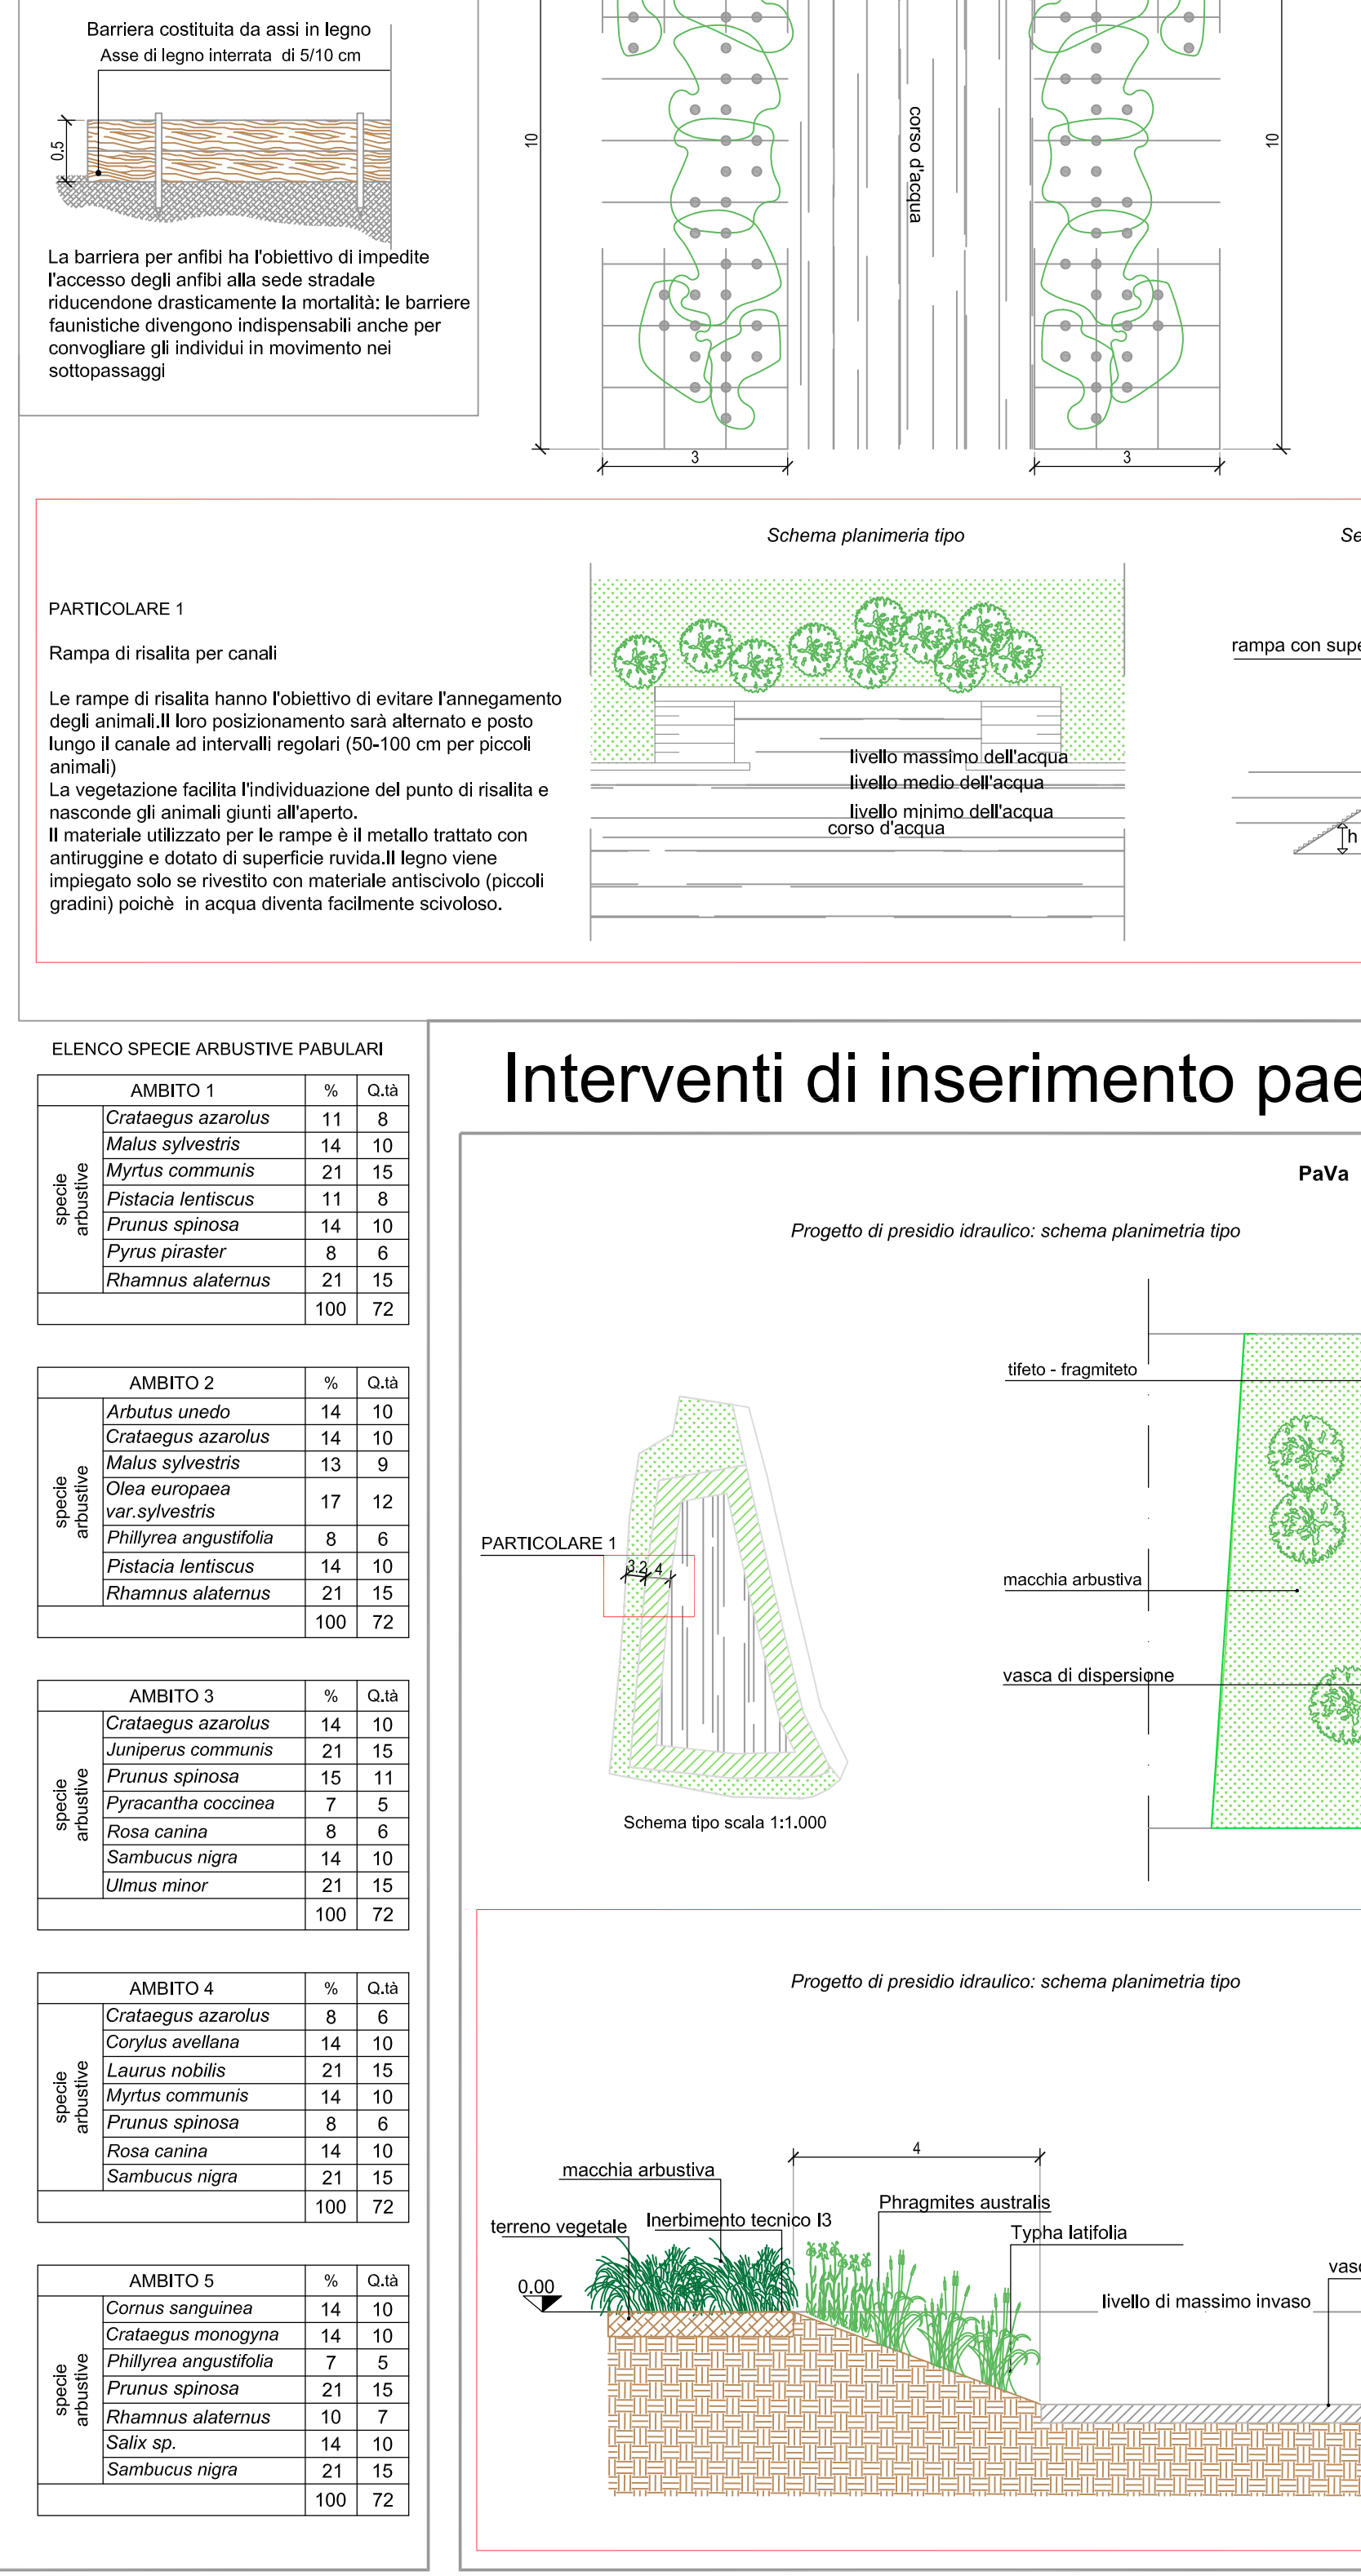 Barriera costituita da assi in legno
Asse di legno interrata di 5/10 cm
0.5
La barriera per anfibi ha l'obiettivo di impedite
l'accesso degli anfibi alla sede stradale
riducendone drasticamente la mortalità: le barriere
faunistiche divengono indispensabili anche per
convogliare gli individui in movimento nei
sottopassaggi
10
corso d'acqua
10
3
3
PARTICOLARE 1
Rampa di risalita per canali
Le rampe di risalita hanno l'obiettivo di evitare l'annegamento
degli animali.Il loro posizionamento sarà alternato e posto
lungo il canale ad intervalli regolari (50-100 cm per piccoli
animali)
La vegetazione facilita l'individuazione del punto di risalita e
nasconde gli animali giunti all'aperto.
Il materiale utilizzato per le rampe è il metallo trattato con
antiruggine e dotato di superficie ruvida.Il legno viene
impiegato solo se rivestito con materiale antiscivolo (piccoli
gradini) poichè in acqua diventa facilmente scivoloso.
Schema planimeria tipo
livello massimo dell'acqua
livello medio dell'acqua
livello minimo dell'acqua
corso d'acqua
Se
rampa con supe
h
ELENCO SPECIE ARBUSTIVE PABULARI
AMBITO 1 % Q.tà
specie
arbustive
Crataegus azarolus 11 8
Malus sylvestris 14 10
Myrtus communis 21 15
Pistacia lentiscus 11 8
Prunus spinosa 14 10
Pyrus piraster 8 6
Rhamnus alaternus 21 15
100 72
AMBITO 2 % Q.tà
specie
arbustive
Arbutus unedo 14 10
Crataegus azarolus 14 10
Malus sylvestris 13 9
Olea europaea
var.sylvestris 17 12
Phillyrea angustifolia 8 6
Pistacia lentiscus 14 10
Rhamnus alaternus 21 15
100 72
AMBITO 3 % Q.tà
specie
arbustive
Crataegus azarolus 14 10
Juniperus communis 21 15
Prunus spinosa 15 11
Pyracantha coccinea 7 5
Rosa canina 8 6
Sambucus nigra 14 10
Ulmus minor 21 15
100 72
AMBITO 4 % Q.tà
specie
arbustive
Crataegus azarolus 8 6
Corylus avellana 14 10
Laurus nobilis 21 15
Myrtus communis 14 10
Prunus spinosa 8 6
Rosa canina 14 10
Sambucus nigra 21 15
100 72
AMBITO 5 % Q.tà
specie
arbustive
Cornus sanguinea 14 10
Crataegus monogyna 14 10
Phillyrea angustifolia 7 5
Prunus spinosa 21 15
Rhamnus alaternus 10 7
Salix sp. 14 10
Sambucus nigra 21 15
100 72
Interventi di inserimento pae
PaVa
Progetto di presidio idraulico: schema planimetria tipo
PARTICOLARE 1
3.2 4
Schema tipo scala 1:1.000
tifeto - fragmiteto
macchia arbustiva
vasca di dispersione
Progetto di presidio idraulico: schema planimetria tipo
4
macchia arbustiva
terreno vegetale
Inerbimento tecnico I3
Phragmites australis
Typha latifolia
0.00
livello di massimo invaso
vasc